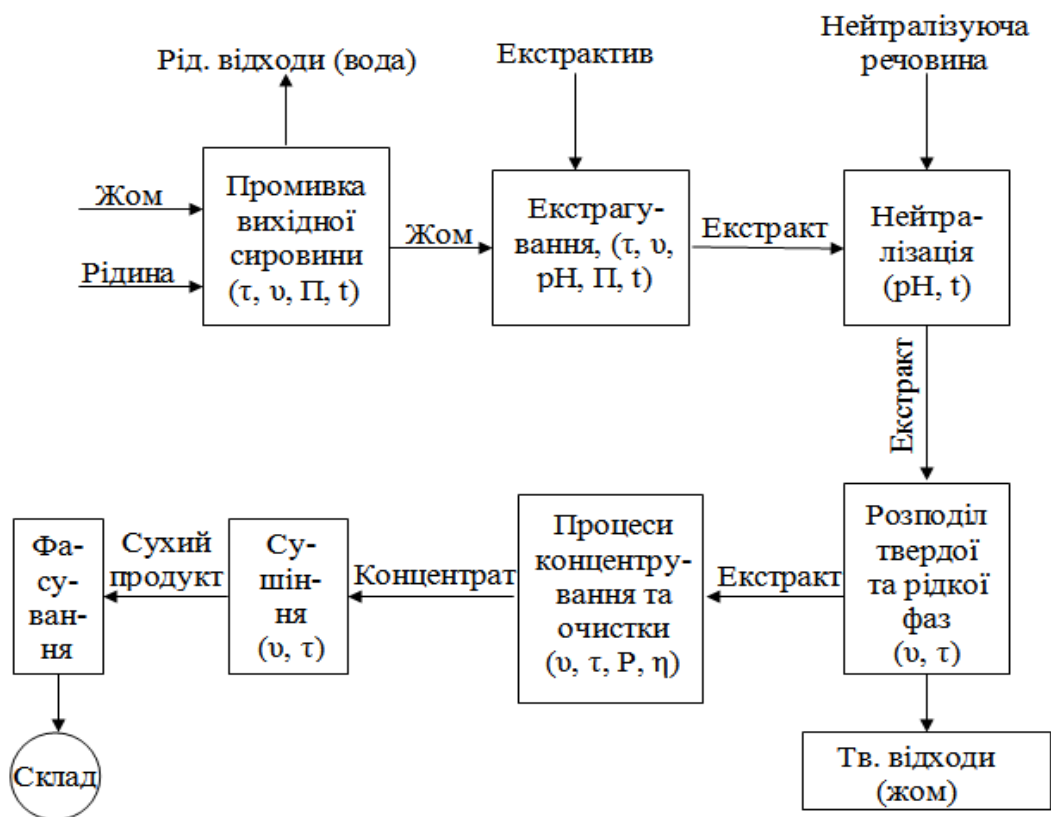 Рід. відходи (вода)
Екстрактив
Нейтралізуюча
речовина
Жом
Рідина
Промивка
вихідної
сировини
(τ, υ, П, t)
Жом
Екстрагу-
вання, (τ, υ,
рН, П, t)
Екстракт
Нейтра-
лізація
(рН, t)
Екстракт
Розподіл
твердої
та рідкої
фаз
(υ, τ)
Екстракт
Процеси
концентру-
вання та
очистки
(υ, τ, Р, η)
Концентрат
Су-
шін-
ня
(υ, τ)
Сухий
продукт
Фа-
су-
ван-
ня
Склад
Тв. відходи
(жом)